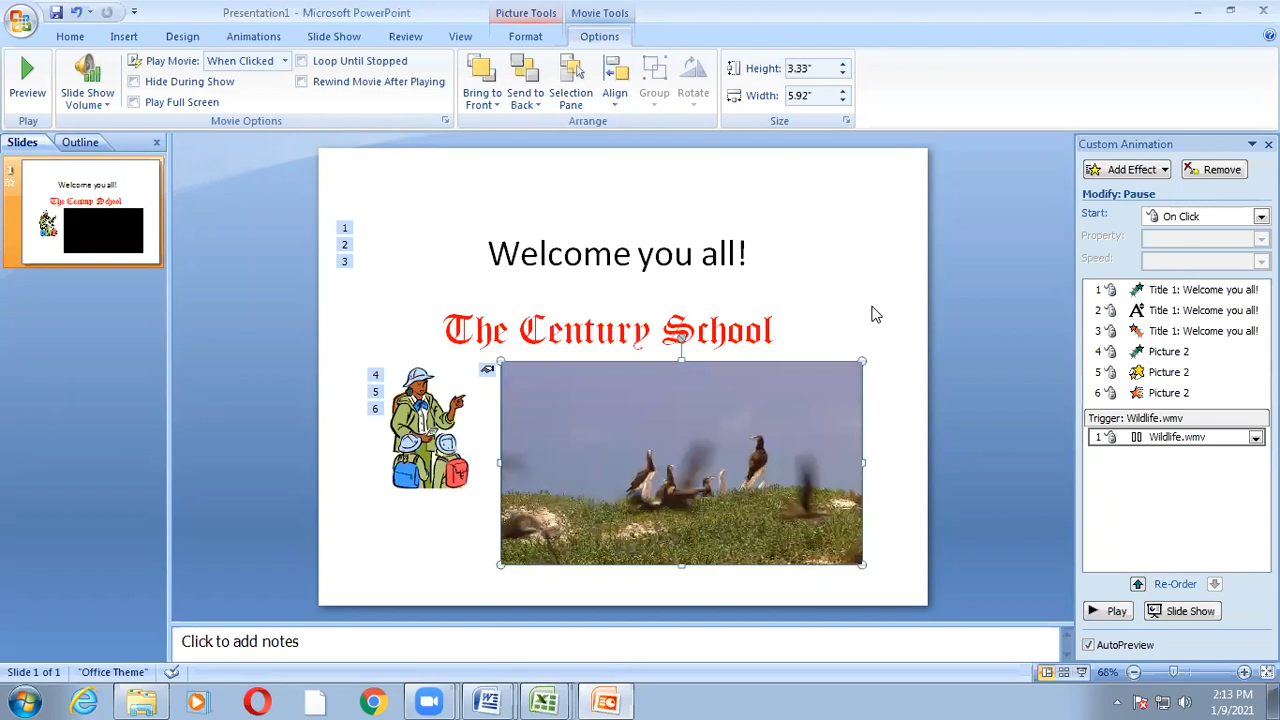 Presentation1 - Microsoft PowerPoint
Picture Tools
Movie Tools
Home
Insert
Design
Animations
Slide Show
Review
View
Format
Options
Preview
Slide Show Volume
Play Movie: When Clicked
Hide During Show
Play Full Screen
Loop Until Stopped
Rewind Movie After Playing
Bring to Front
Send to Back
Selection Pane
Align
Group
Rotate
Height: 3.33"
Width: 5.92"
Play
Movie Options
Arrange
Size
Slides
Outline
1
Welcome you all!
The Century School
1
2
3
Welcome you all!
The Century School
4
5
6
Custom Animation
Add Effect
Remove
Modify: Pause
Start: On Click
Property:
Speed:
1 Title 1: Welcome you all!
2 Title 1: Welcome you all!
3 Title 1: Welcome you all!
4 Picture 2
5 Picture 2
6 Picture 2
Trigger: Wildlife.wmv
1 Wildlife.wmv
Re-Order
Play
Slide Show
AutoPreview
Click to add notes
Slide 1 of 1
"Office Theme"
68%
2:13 PM
1/9/2021